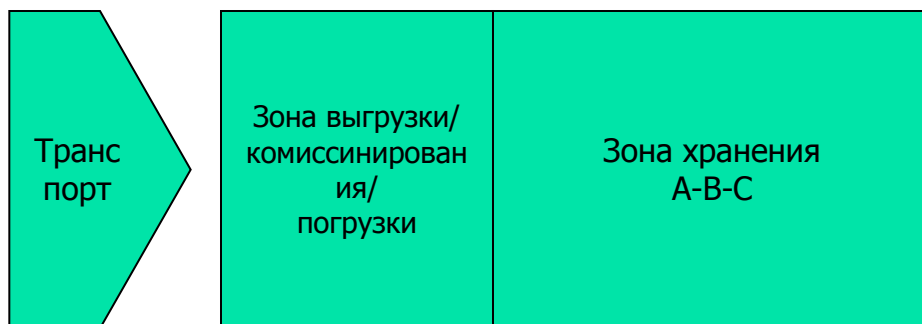 Транс
порт
Зона выгрузки/
комиссинирован
ия/
погрузки
Зона хранения
А-В-С